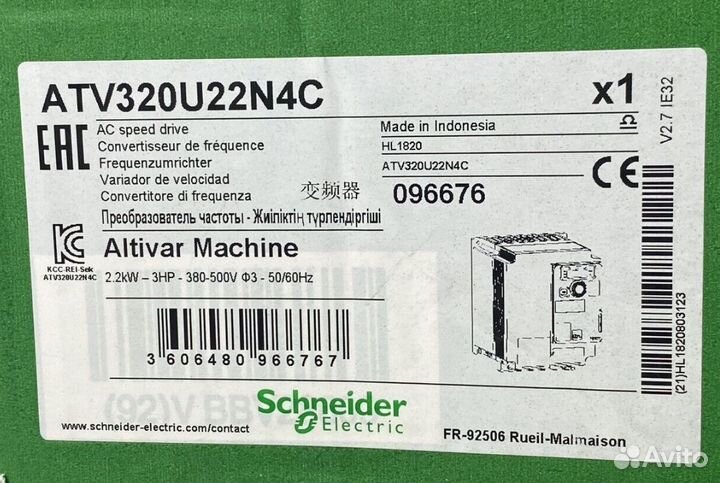 ATV320U22N4C
x1
AC speed drive
Convertisseur de fréquence
Frequenzumrichter
Variador de velocidad
Convertitore di frequenza
变频器
Преобразователь частоты - Жиіліктің түрлендіргіші
Made in Indonesia
HL1820
ATV320U22N4C
096676
V2.7 IE32
EAC
CE
KCC-REI-Sek
ATV320U22N4C
Altivar Machine
2.2kW - 3HP - 380-500V Φ3 - 50/60Hz
3 606480 966767
(21)HL1820803123
Schneider
Electric
www.schneider-electric.com/contact
FR-92506 Rueil-Malmaison
Avito